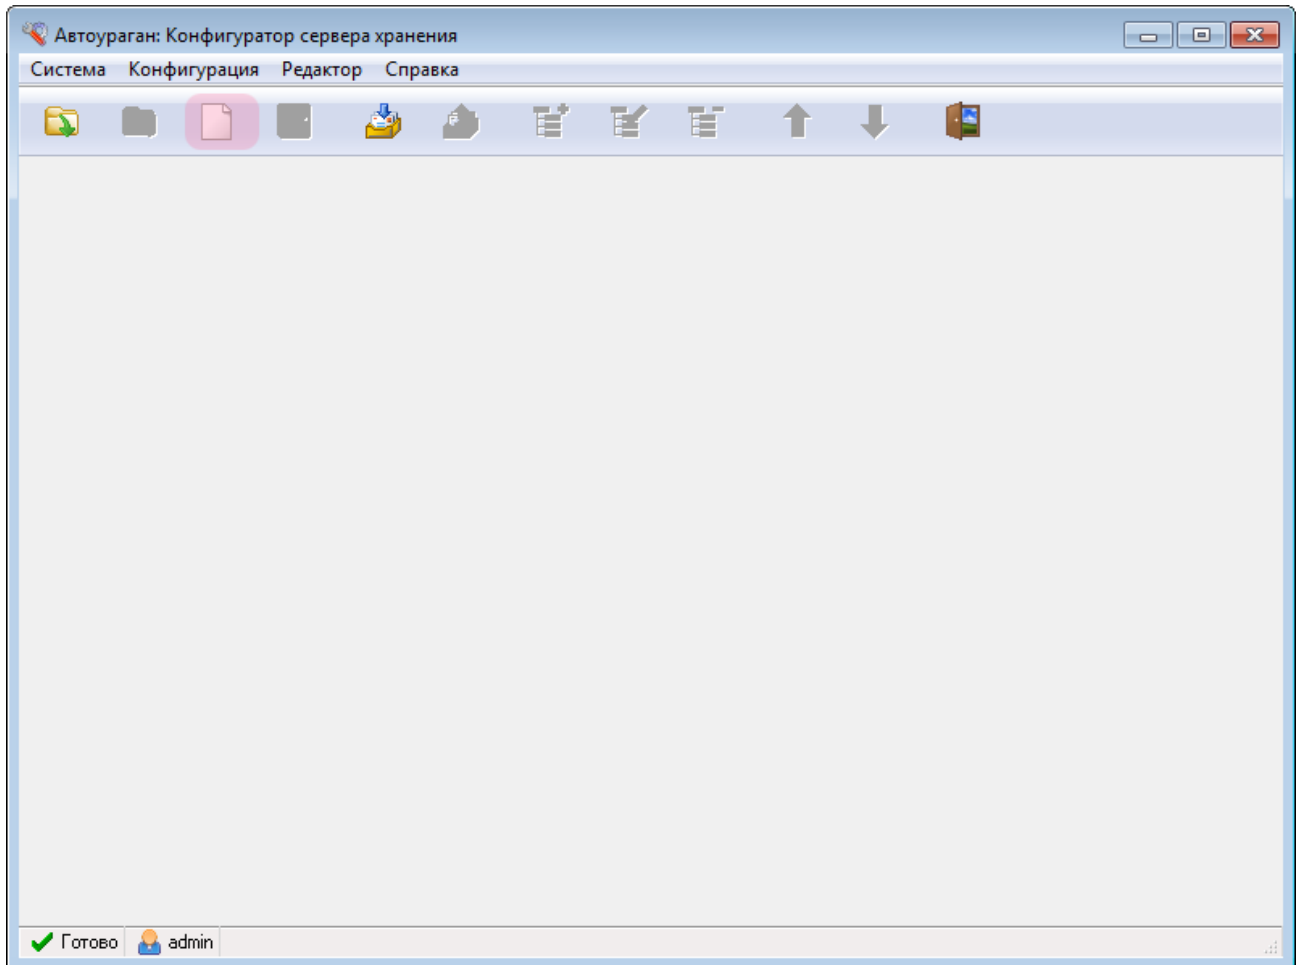 Автоураган: Конфигуратор сервера хранения
Система Конфигурация Редактор Справка
Готово admin